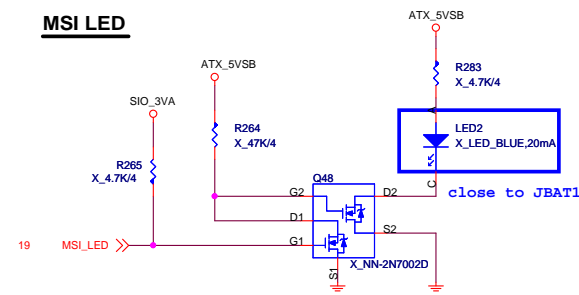 MSI LED
ATX_5VSB
R283
X_4.7K/4
ATX_5VSB
SIO_3VA
R264
X_47K/4
A
LED2
X_LED_BLUE,20mA
R265
X_4.7K/4
Q48
C
close to JBAT1
G2
D2
D1
S2
19 MSI_LED
G1
X_NN-2N7002D
S1